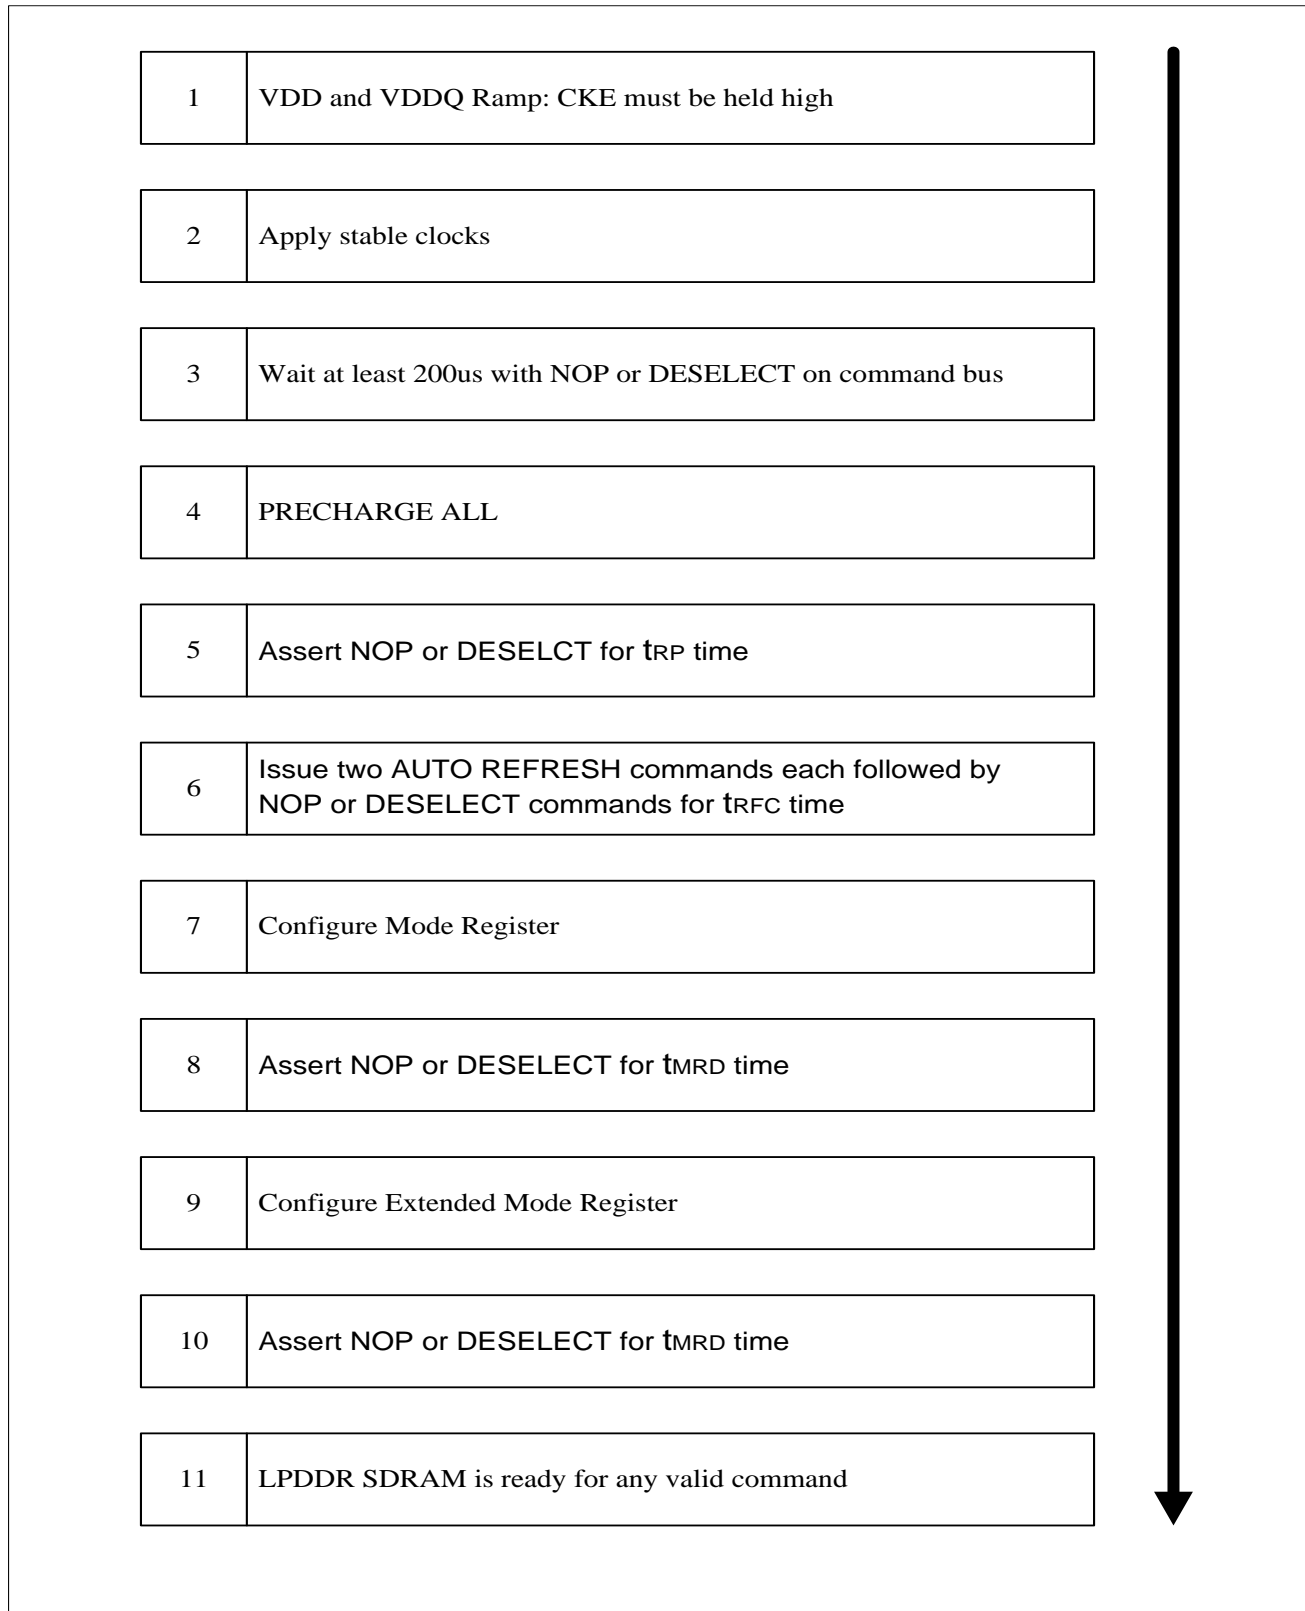 1 VDD and VDDQ Ramp: CKE must be held high
2 Apply stable clocks
3 Wait at least 200us with NOP or DESELECT on command bus
4 PRECHARGE ALL
5 Assert NOP or DESELCT for tRP time
6 Issue two AUTO REFRESH commands each followed by
NOP or DESELECT commands for tRFC time
7 Configure Mode Register
8 Assert NOP or DESELECT for tMRD time
9 Configure Extended Mode Register
10 Assert NOP or DESELECT for tMRD time
11 LPDDR SDRAM is ready for any valid command